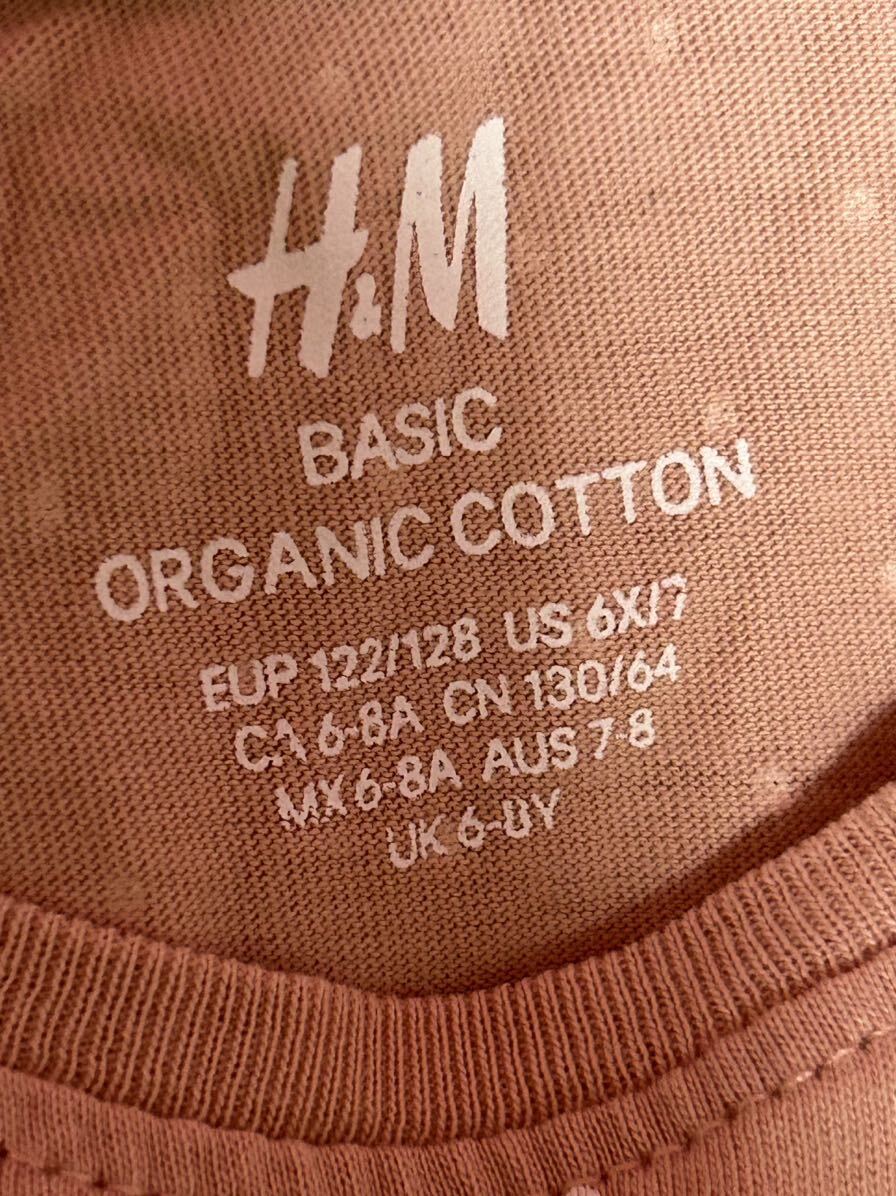 H&M
BASIC
ORGANIC COTTON
EUP 122/128 US 6X/7
CA 6-8A CN 130/64
MX 6-8A AUS 7-8
UK 6-8Y